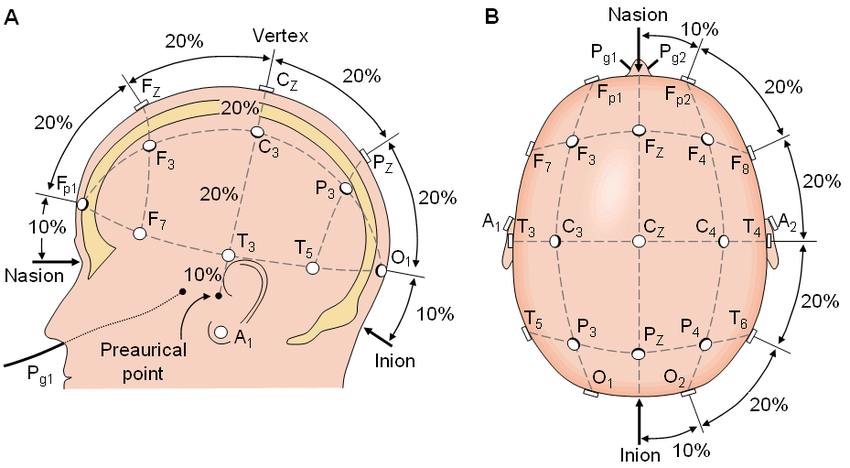 A
20%
Vertex
FZ
CZ
20%
20%
20%
F3
C3
PZ
Fp1
P3
20%
20%
10%
F7
T3
T5
O1
Nasion
10%
10%
A1
Preaurical
point
Inion
Pg1
B
Nasion
10%
Pg1
Pg2
Fp1
Fp2
20%
F7
F3
FZ
F4
F8
20%
A1
T3
C3
CZ
C4
T4
A2
20%
T5
P3
PZ
P4
T6
O1
O2
20%
Inion
10%